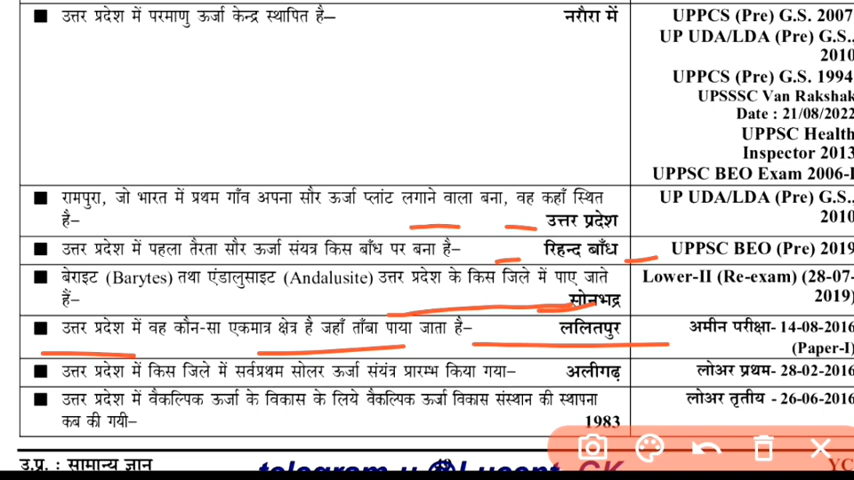 ■ उत्तर प्रदेश में परमाणु ऊर्जा केन्द्र स्थापित है– नरौरा में UPPCS (Pre) G.S. 2007
UP UDA/LDA (Pre) G.S..
2010
UPPCS (Pre) G.S. 1994
UPSSSC Van Rakshak
Date : 21/08/2022
UPPSC Health
Inspector 2013
UPPSC BEO Exam 2006-I
■ रामपुरा, जो भारत में प्रथम गाँव अपना सौर ऊर्जा प्लांट लगाने वाला बना, वह कहाँ स्थित UP UDA/LDA (Pre) G.S..
है– उत्तर प्रदेश 2010
■ उत्तर प्रदेश में पहला तैरता सौर ऊर्जा संयत्र किस बाँध पर बना है– रिहन्द बाँध UPPSC BEO (Pre) 2019
■ बेराइट (Barytes) तथा एंडालुसाइट (Andalusite) उत्तर प्रदेश के किस जिले में पाए जाते Lower-II (Re-exam) (28-07-
हैं– सोनभद्र 2019)
■ उत्तर प्रदेश में वह कौन-सा एकमात्र क्षेत्र है जहाँ ताँबा पाया जाता है– ललितपुर अमीन परीक्षा- 14-08-2016
(Paper-I)
■ उत्तर प्रदेश में किस जिले में सर्वप्रथम सोलर ऊर्जा संयंत्र प्रारम्भ किया गया– अलीगढ़ लोअर प्रथम- 28-02-2016
■ उत्तर प्रदेश में वैकल्पिक ऊर्जा के विकास के लिये वैकल्पिक ऊर्जा विकास संस्थान की स्थापना लोअर तृतीय - 26-06-2016
कब की गयी– 1983
उ.प्र. : सामान्य ज्ञान YC